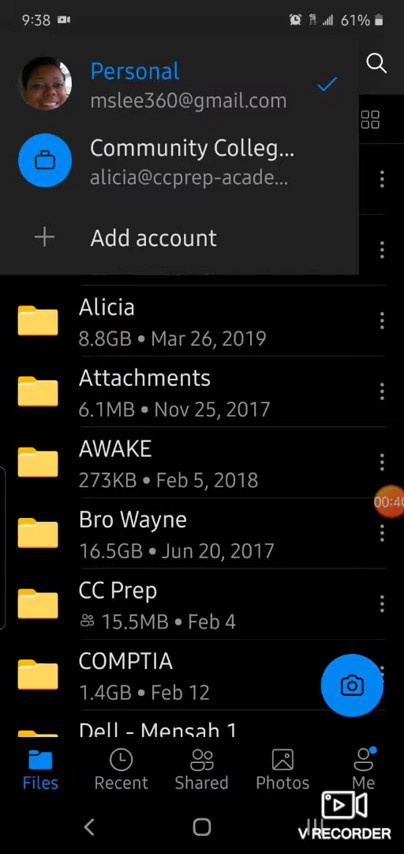 9:38
61%
Personal
mslee360@gmail.com
Community Colleg...
alicia@ccprep-acade...
Add account
Alicia
8.8GB • Mar 26, 2019
Attachments
6.1MB • Nov 25, 2017
AWAKE
273KB • Feb 5, 2018
00:40
Bro Wayne
16.5GB • Jun 20, 2017
CC Prep
15.5MB • Feb 4
COMPTIA
1.4GB • Feb 12
Dell - Mensah 1
Files
Recent
Shared
Photos
Me
V RECORDER